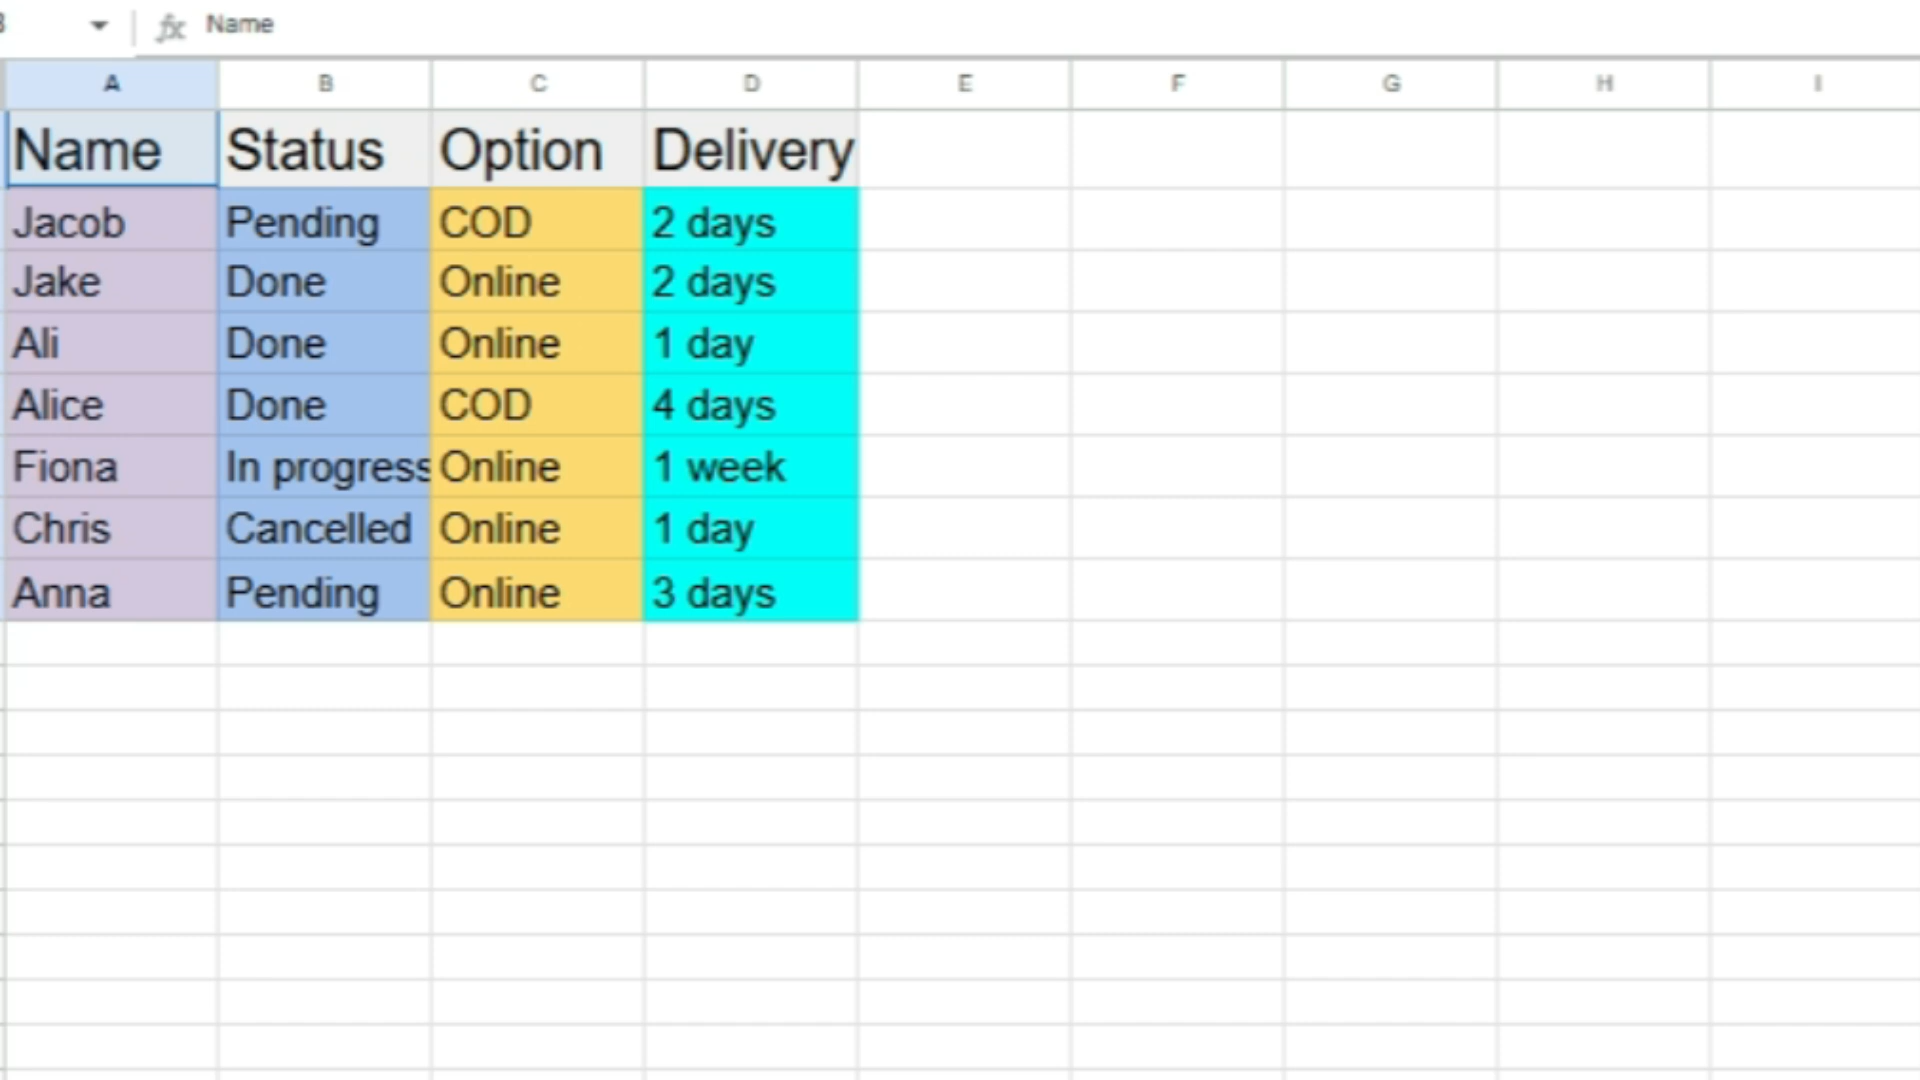 fx Name
A B C D E F G H I
Name Status Option Delivery
Jacob Pending COD 2 days
Jake Done Online 2 days
Ali Done Online 1 day
Alice Done COD 4 days
Fiona In progress Online 1 week
Chris Cancelled Online 1 day
Anna Pending Online 3 days